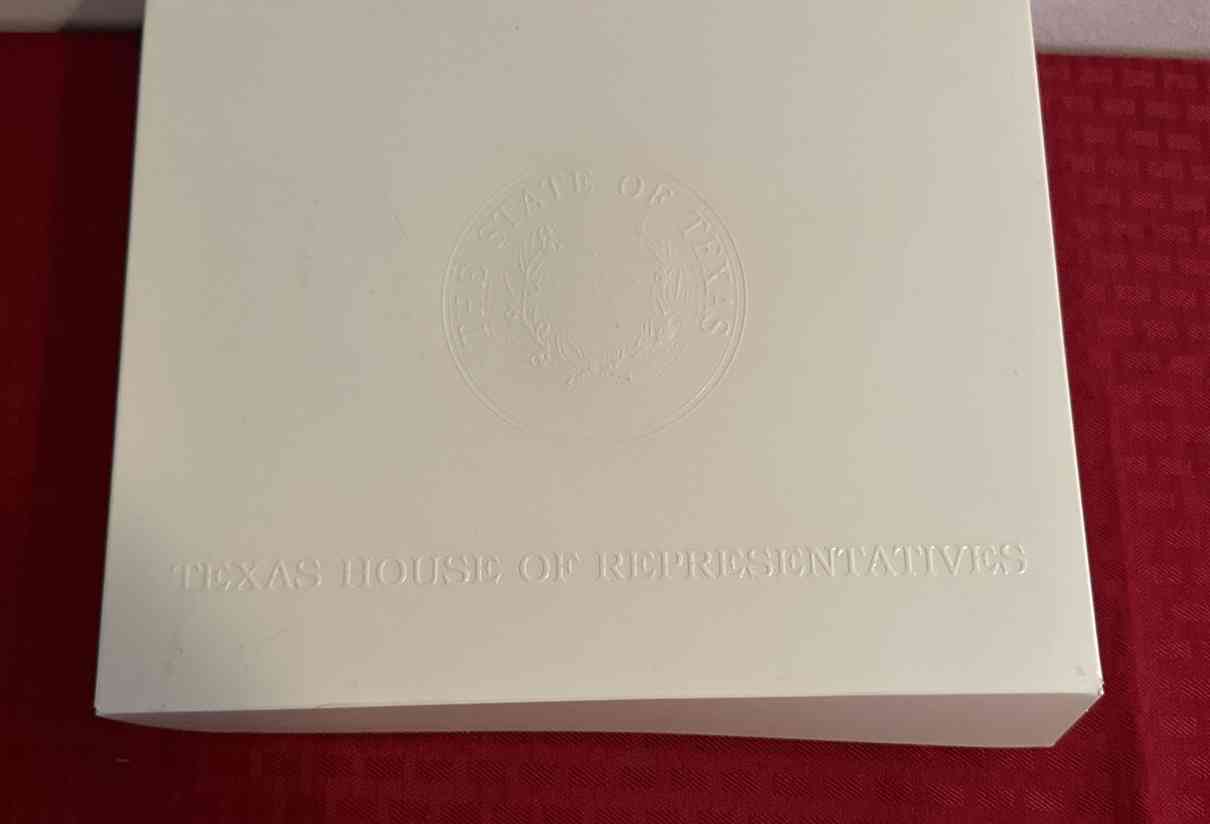 THE STATE OF TEXAS
TEXAS HOUSE OF REPRESENTATIVES